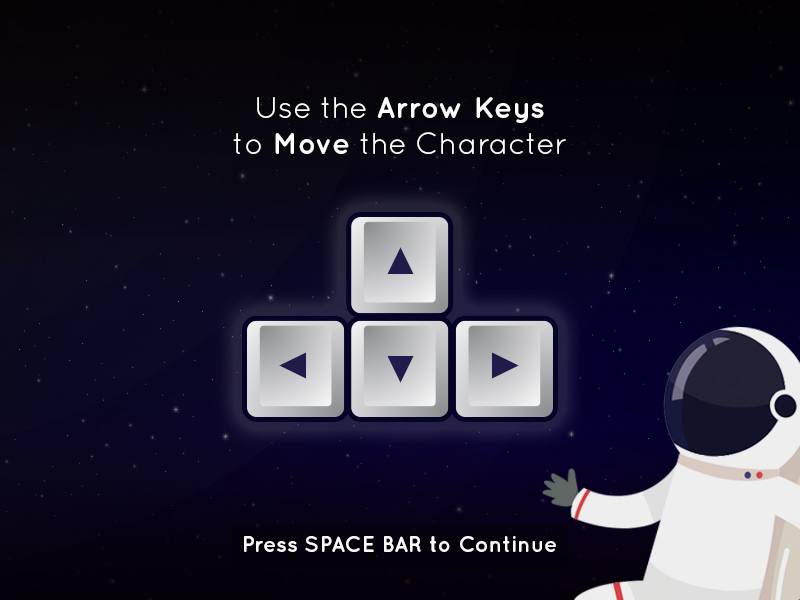 Use the Arrow Keys
to Move the Character
Press SPACE BAR to Continue